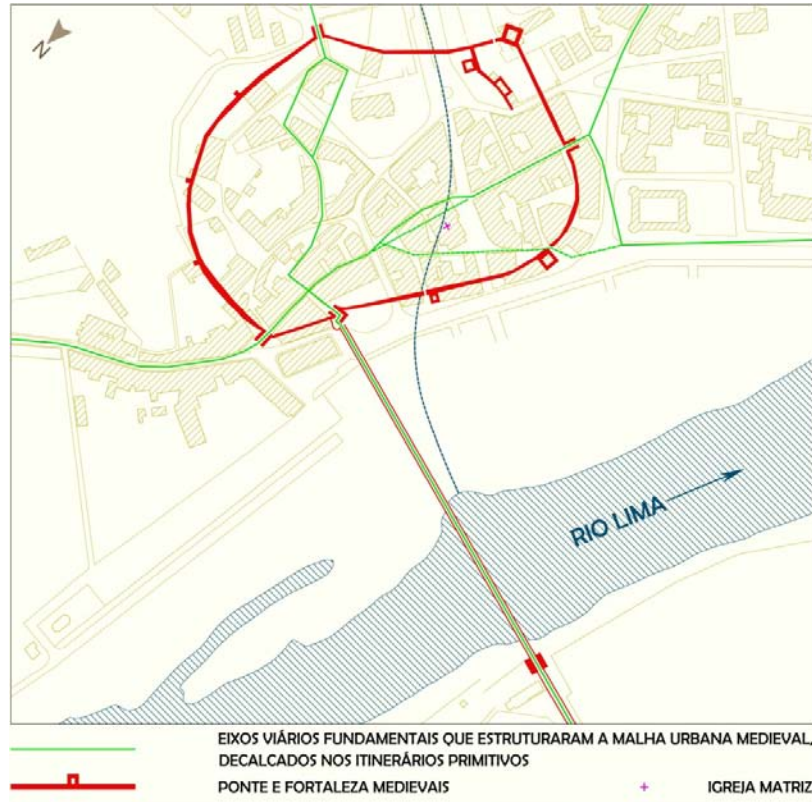 N
RIO LIMA
EIXOS VIÁRIOS FUNDAMENTAIS QUE ESTRUTURARAM A MALHA URBANA MEDIEVAL,
DECALCADOS NOS ITINERÁRIOS PRIMITIVOS
PONTE E FORTALEZA MEDIEVAIS
IGREJA MATRIZ